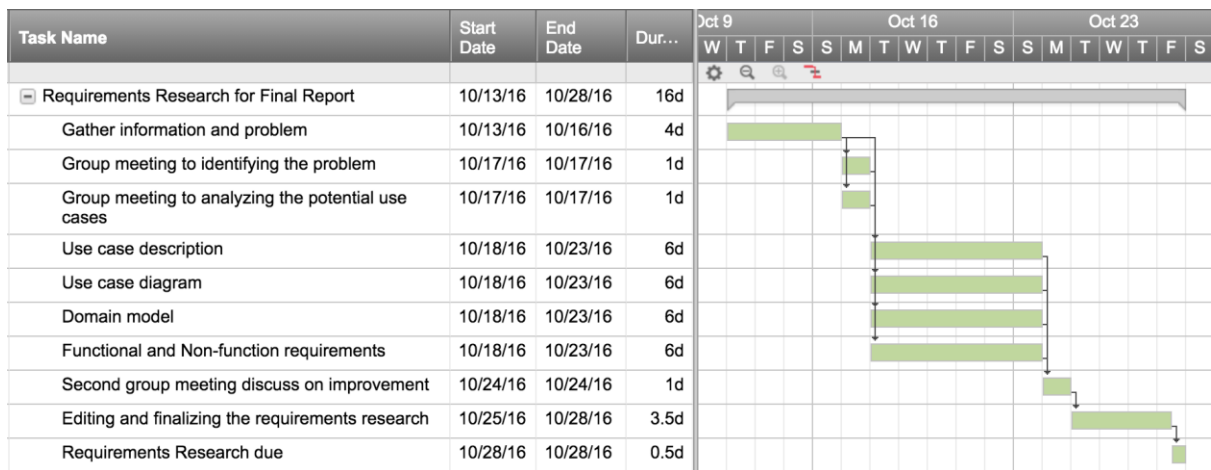 Task Name Start Date End Date Dur... Oct 9 Oct 16 Oct 23
W T F S S M T W T F S S M T W T F S
Requirements Research for Final Report 10/13/16 10/28/16 16d
Gather information and problem 10/13/16 10/16/16 4d
Group meeting to identifying the problem 10/17/16 10/17/16 1d
Group meeting to analyzing the potential use 10/17/16 10/17/16 1d
cases
Use case description 10/18/16 10/23/16 6d
Use case diagram 10/18/16 10/23/16 6d
Domain model 10/18/16 10/23/16 6d
Functional and Non-function requirements 10/18/16 10/23/16 6d
Second group meeting discuss on improvement 10/24/16 10/24/16 1d
Editing and finalizing the requirements research 10/25/16 10/28/16 3.5d
Requirements Research due 10/28/16 10/28/16 0.5d